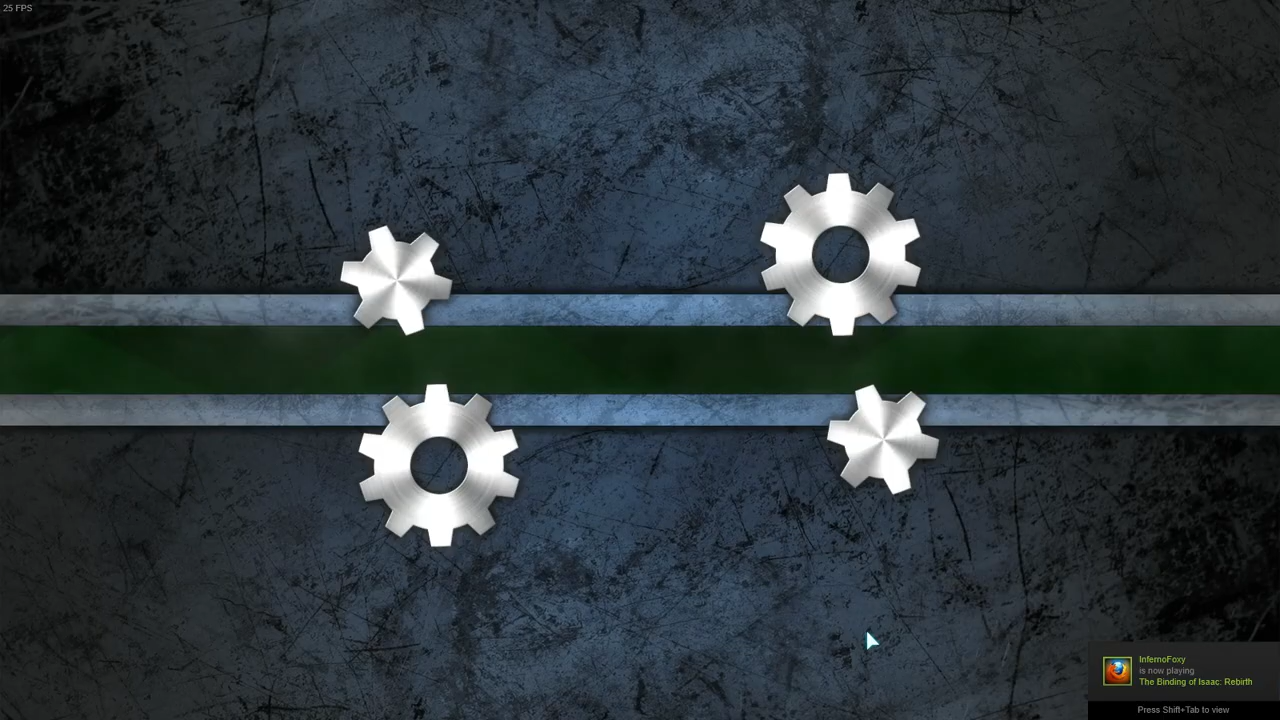 25 FPS
InfernoFoxy
is now playing
The Binding of Isaac: Rebirth
Press Shift+Tab to view